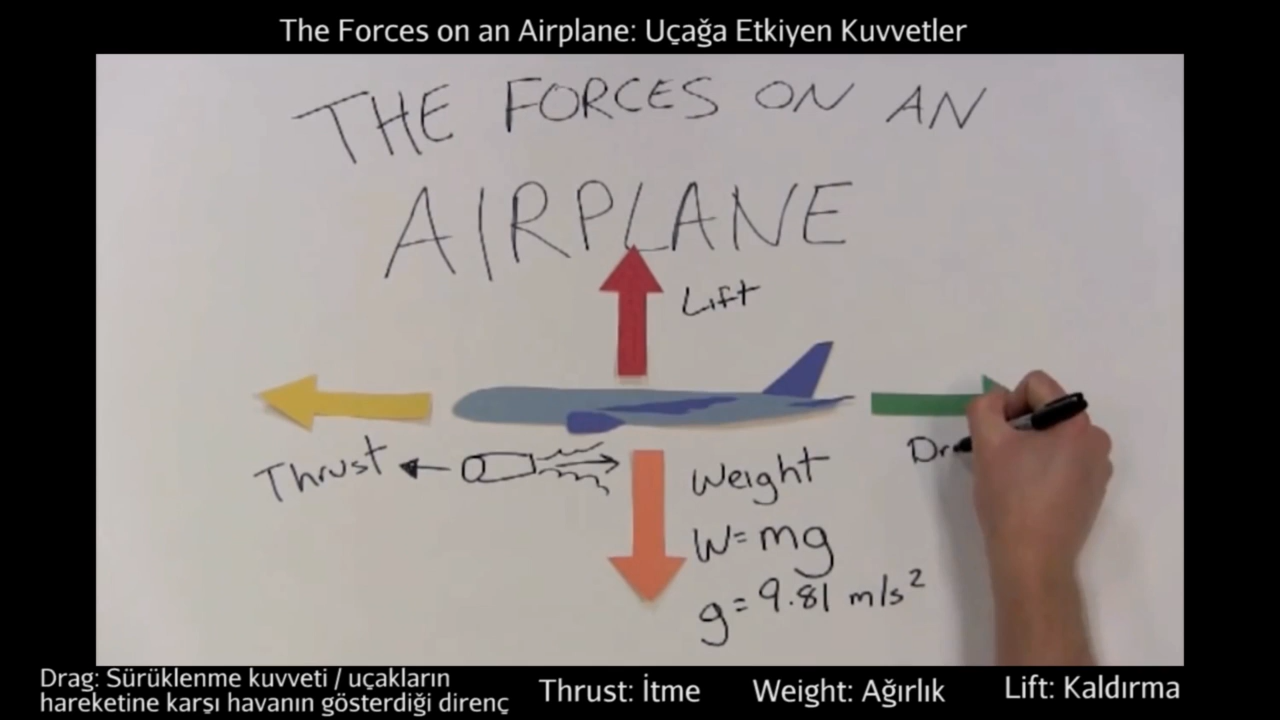 The Forces on an Airplane: Uçağa Etkiyen Kuvvetler
THE FORCES ON AN
AIRPLANE
Lift
Thrust
Dr
Weight
W=mg
g=9.81 m/s²
Drag: Sürüklenme kuvveti / uçakların
hareketine karşı havanın gösterdiği direnç
Thrust: İtme
Weight: Ağırlık
Lift: Kaldırma